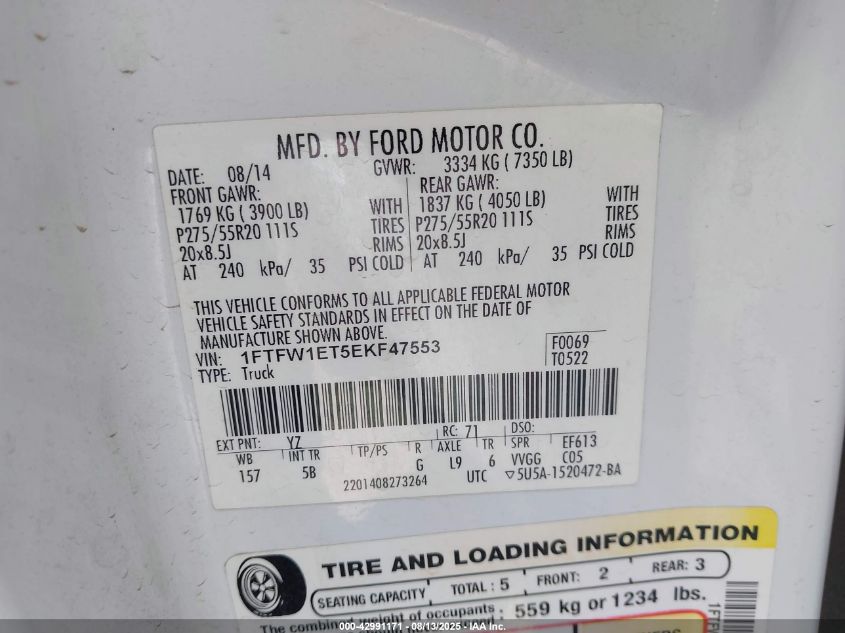 MFD. BY FORD MOTOR CO.
DATE: 08/14 GVWR: 3334 KG ( 7350 LB)
FRONT GAWR: REAR GAWR:
1769 KG ( 3900 LB) WITH 1837 KG ( 4050 LB) WITH
P275/55R20 111S TIRES P275/55R20 111S TIRES
20x8.5J RIMS 20x8.5J RIMS
AT 240 kPa/ 35 PSI COLD AT 240 kPa/ 35 PSI COLD
THIS VEHICLE CONFORMS TO ALL APPLICABLE FEDERAL MOTOR
VEHICLE SAFETY STANDARDS IN EFFECT ON THE DATE OF
MANUFACTURE SHOWN ABOVE.
VIN: 1FTFW1ET5EKF47553 F0069
TYPE: Truck T0522
EXT PNT: YZ RC: 71 DSO:
WB INT TR TP/PS R AXLE TR SPR EF613
157 5B G L9 6 VVGG C05
2201408273264 UTC ▽5U5A-1520472-BA
TIRE AND LOADING INFORMATION
SEATING CAPACITY TOTAL : 5 FRONT: 2 REAR: 3
The combined weight of occupants : 559 kg or 1234 lbs.
000-42991171 - 08/13/2025 - IAA Inc.